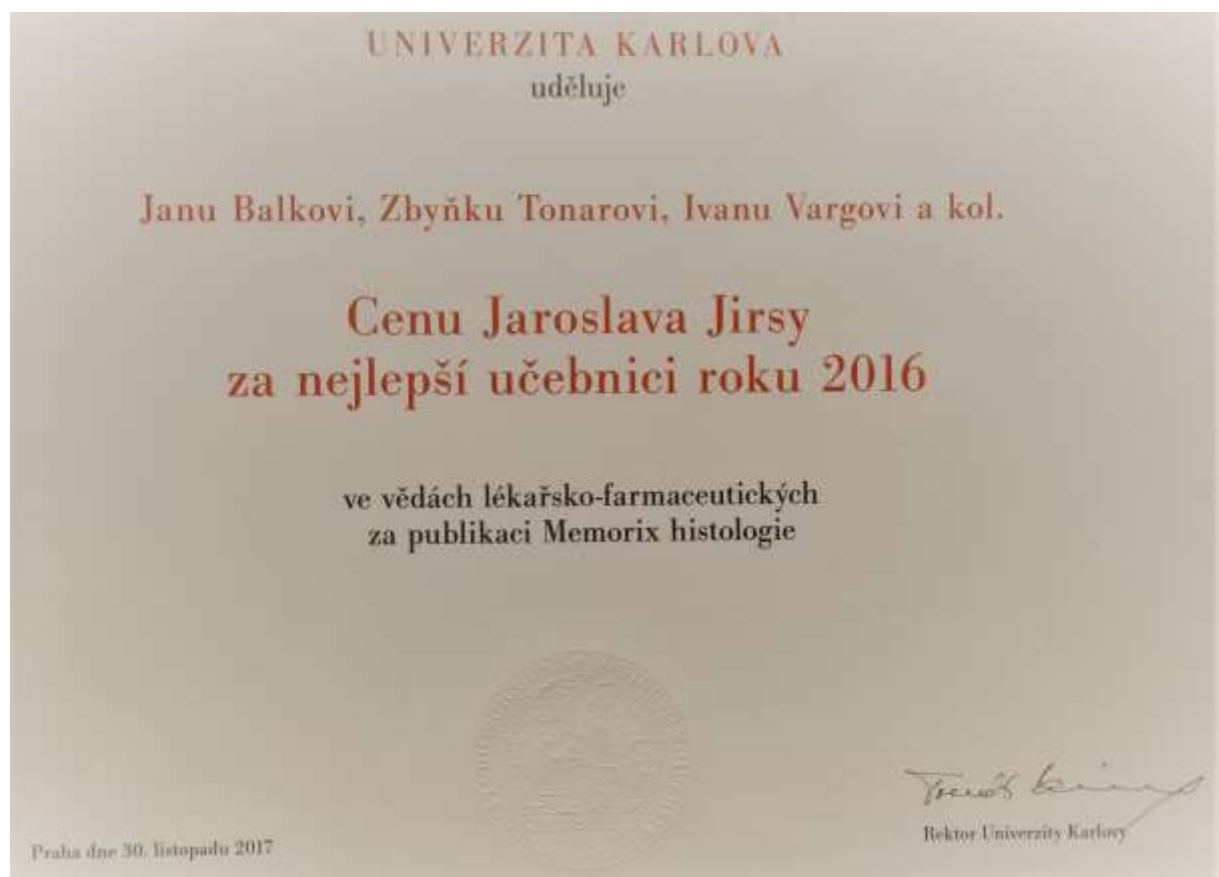 UNIVERZITA KARLOVA
uděluje
Janu Balkovi, Zbyňku Tonarovi, Ivanu Vargovi a kol.
Cenu Jaroslava Jirsy
za nejlepší učebnici roku 2016
ve vědách lékařsko-farmaceutických
za publikaci Memorix histologie
Rektor Univerzity Karlovy
Praha dne 30. listopadu 2017